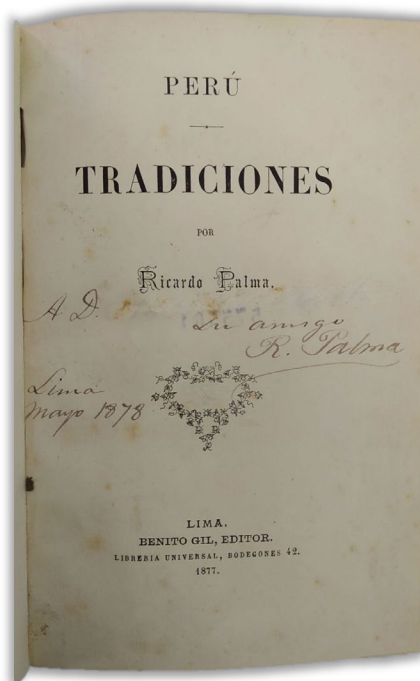 PERÚ
TRADICIONES
POR
Ricardo Palma.
A D.
Su amigo
R. Palma
Lima
Mayo 1878
LIMA.
BENITO GIL, EDITOR.
LIBRERIA UNIVERSAL, BODEGONES 42.
1877.